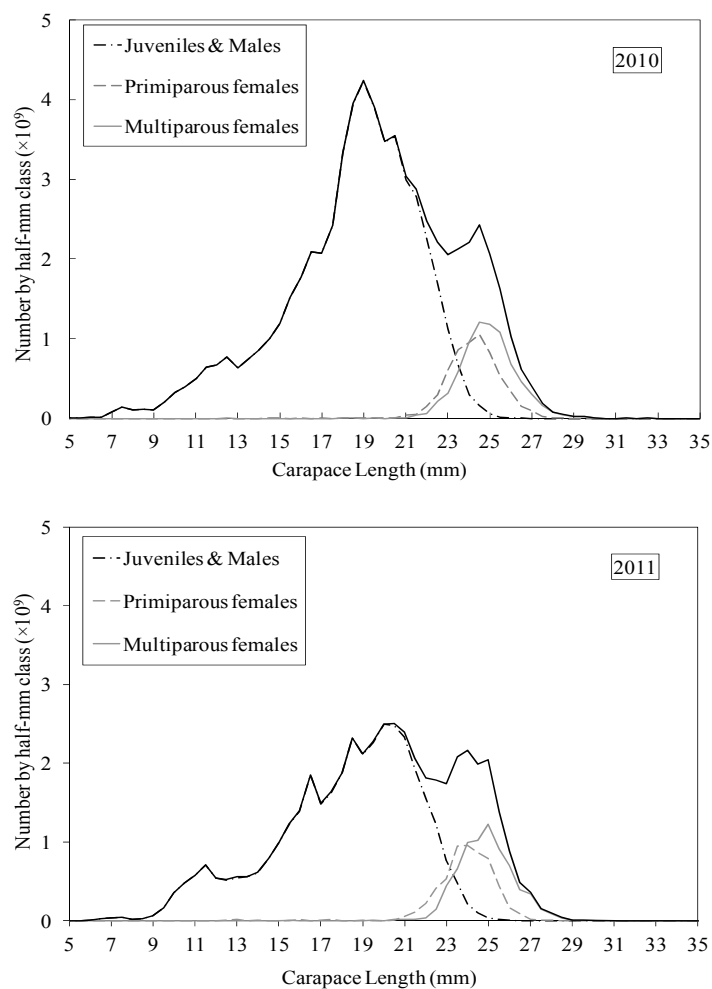 5
4
3
2
1
0
Number by half-mm class (×10⁹)
Juveniles & Males
Primiparous females
Multiparous females
2010
5 7 9 11 13 15 17 19 21 23 25 27 29 31 33 35
Carapace Length (mm)
5
4
3
2
1
0
Number by half-mm class (×10⁹)
Juveniles & Males
Primiparous females
Multiparous females
2011
5 7 9 11 13 15 17 19 21 23 25 27 29 31 33 35
Carapace Length (mm)